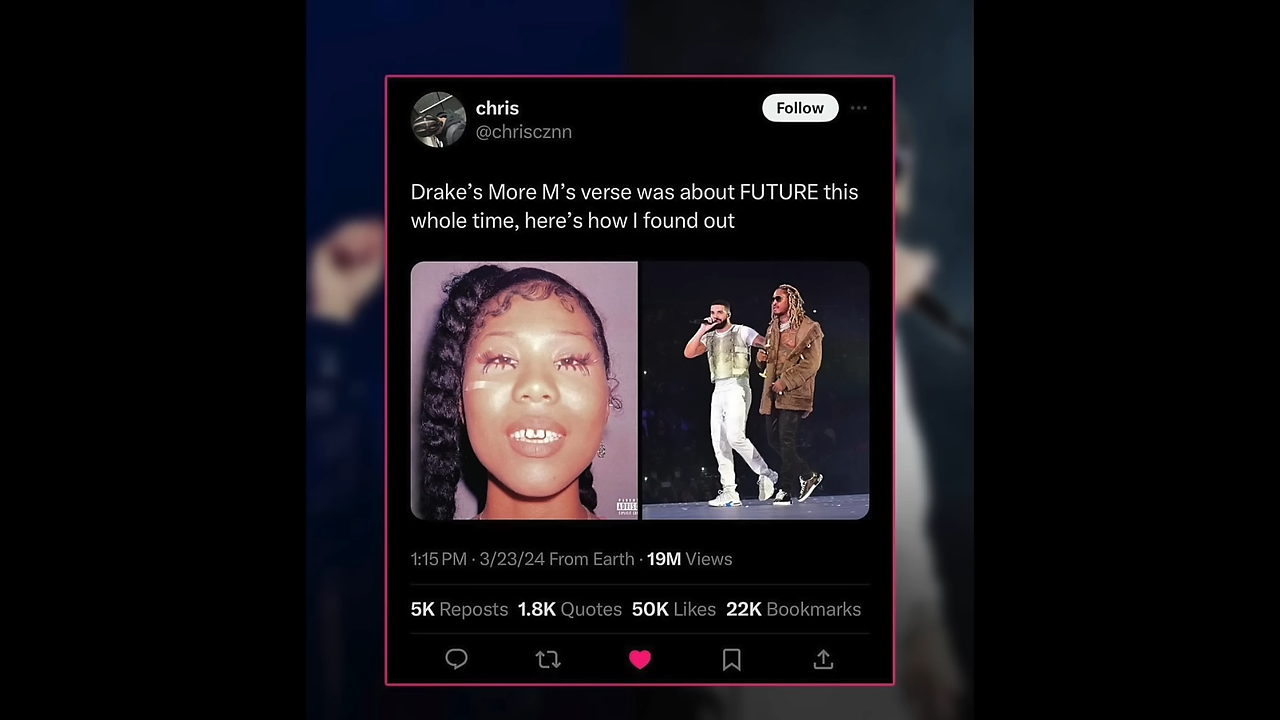 chris
@chriscznn
Follow
Drake’s More M’s verse was about FUTURE this
whole time, here’s how I found out
1:15 PM · 3/23/24 From Earth · 19M Views
5K Reposts 1.8K Quotes 50K Likes 22K Bookmarks